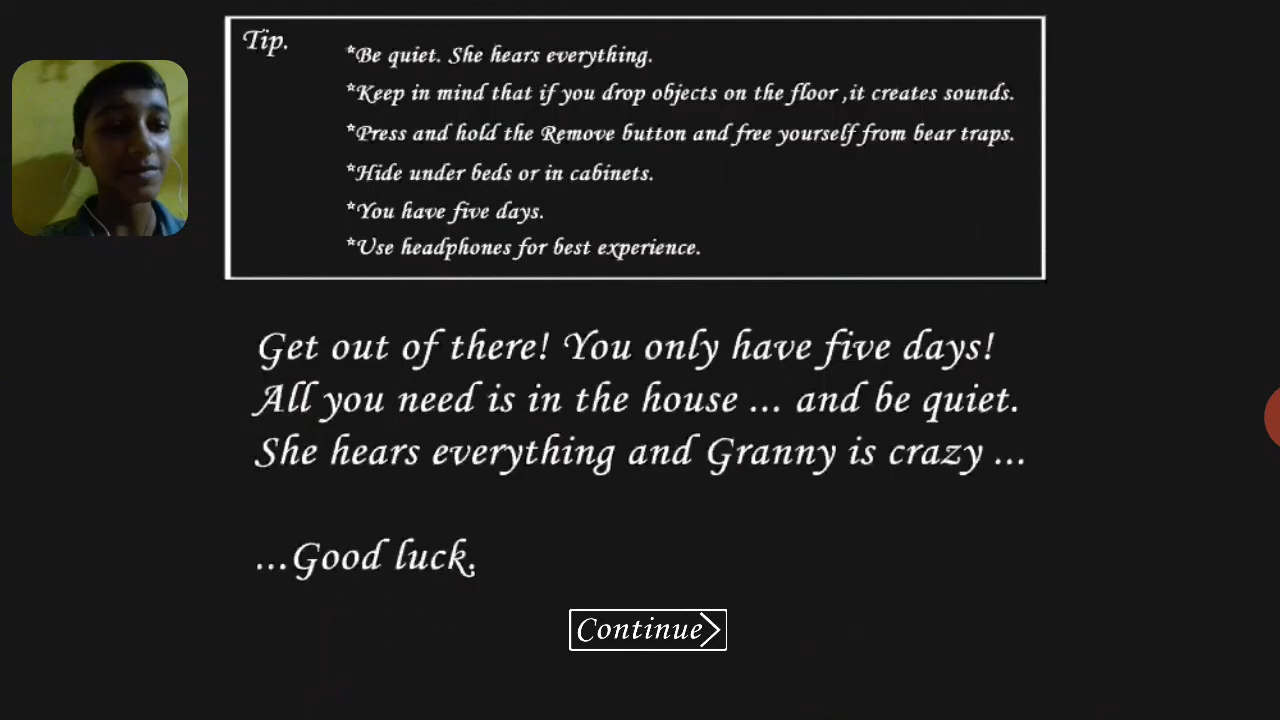 Tip.
*Be quiet. She hears everything.
*Keep in mind that if you drop objects on the floor ,it creates sounds.
*Press and hold the Remove button and free yourself from bear traps.
*Hide under beds or in cabinets.
*You have five days.
*Use headphones for best experience.
Get out of there! You only have five days!
All you need is in the house ... and be quiet.
She hears everything and Granny is crazy ...
...Good luck.
Continue